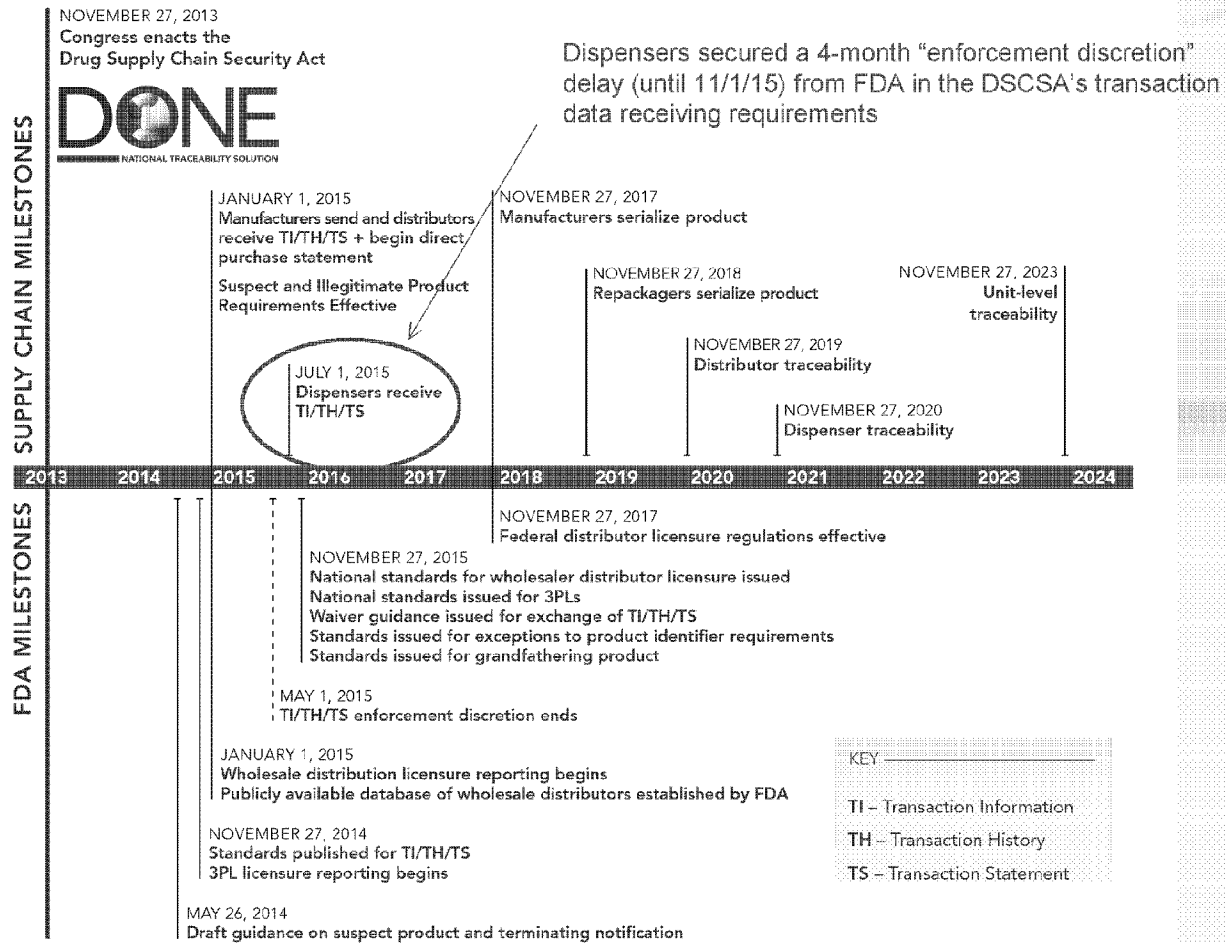 NOVEMBER 27, 2013
Congress enacts the
Drug Supply Chain Security Act
DONE
NATIONAL TRACEABILITY SOLUTION
Dispensers secured a 4-month “enforcement discretion”
delay (until 11/1/15) from FDA in the DSCSA’s transaction
data receiving requirements
SUPPLY CHAIN MILESTONES
JANUARY 1, 2015
Manufacturers send and distributors
receive TI/TH/TS + begin direct
purchase statement
Suspect and Illegitimate Product
Requirements Effective
NOVEMBER 27, 2017
Manufacturers serialize product
NOVEMBER 27, 2018
Repackagers serialize product
NOVEMBER 27, 2023
Unit-level
traceability
NOVEMBER 27, 2019
Distributor traceability
JULY 1, 2015
Dispensers receive
TI/TH/TS
NOVEMBER 27, 2020
Dispenser traceability
2013 2014 2015 2016 2017 2018 2019 2020 2021 2022 2023 2024
FDA MILESTONES
NOVEMBER 27, 2017
Federal distributor licensure regulations effective
NOVEMBER 27, 2015
National standards for wholesaler distributor licensure issued
National standards issued for 3PLs
Waiver guidance issued for exchange of TI/TH/TS
Standards issued for exceptions to product identifier requirements
Standards issued for grandfathering product
MAY 1, 2015
TI/TH/TS enforcement discretion ends
JANUARY 1, 2015
Wholesale distribution licensure reporting begins
Publicly available database of wholesale distributors established by FDA
NOVEMBER 27, 2014
Standards published for TI/TH/TS
3PL licensure reporting begins
MAY 26, 2014
Draft guidance on suspect product and terminating notification
KEY
TI – Transaction Information
TH – Transaction History
TS – Transaction Statement